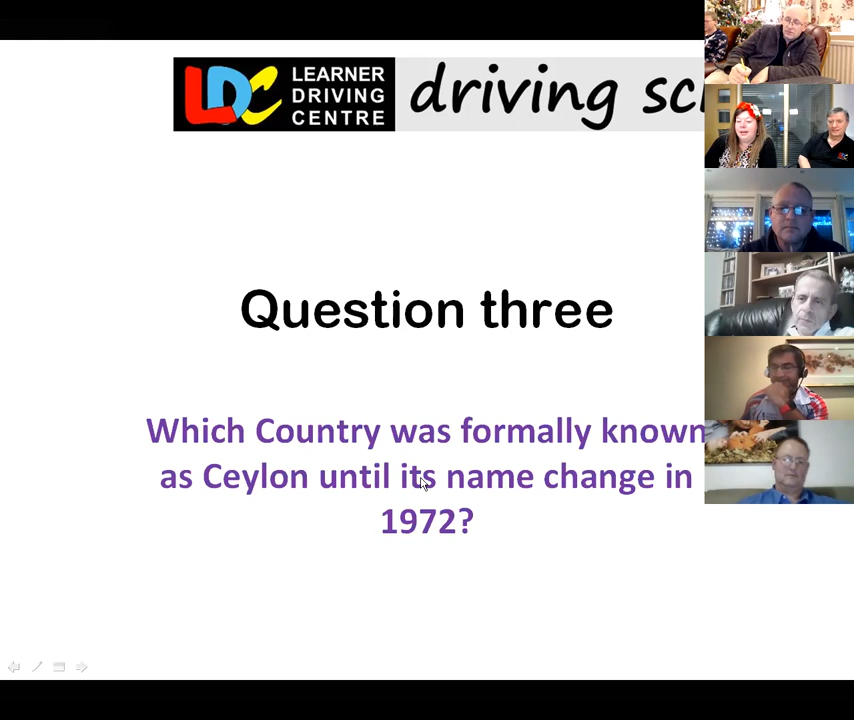 LDC LEARNER
DRIVING
CENTRE
driving
Question three
Which Country was formally known
as Ceylon until its name change in
1972?